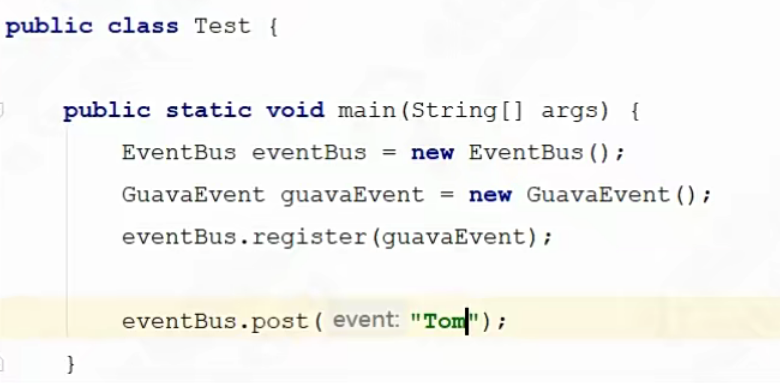 public class Test {
public static void main(String[] args) {
EventBus eventBus = new EventBus();
GuavaEvent guavaEvent = new GuavaEvent();
eventBus.register(guavaEvent);
eventBus.post( event: "Tom");
}